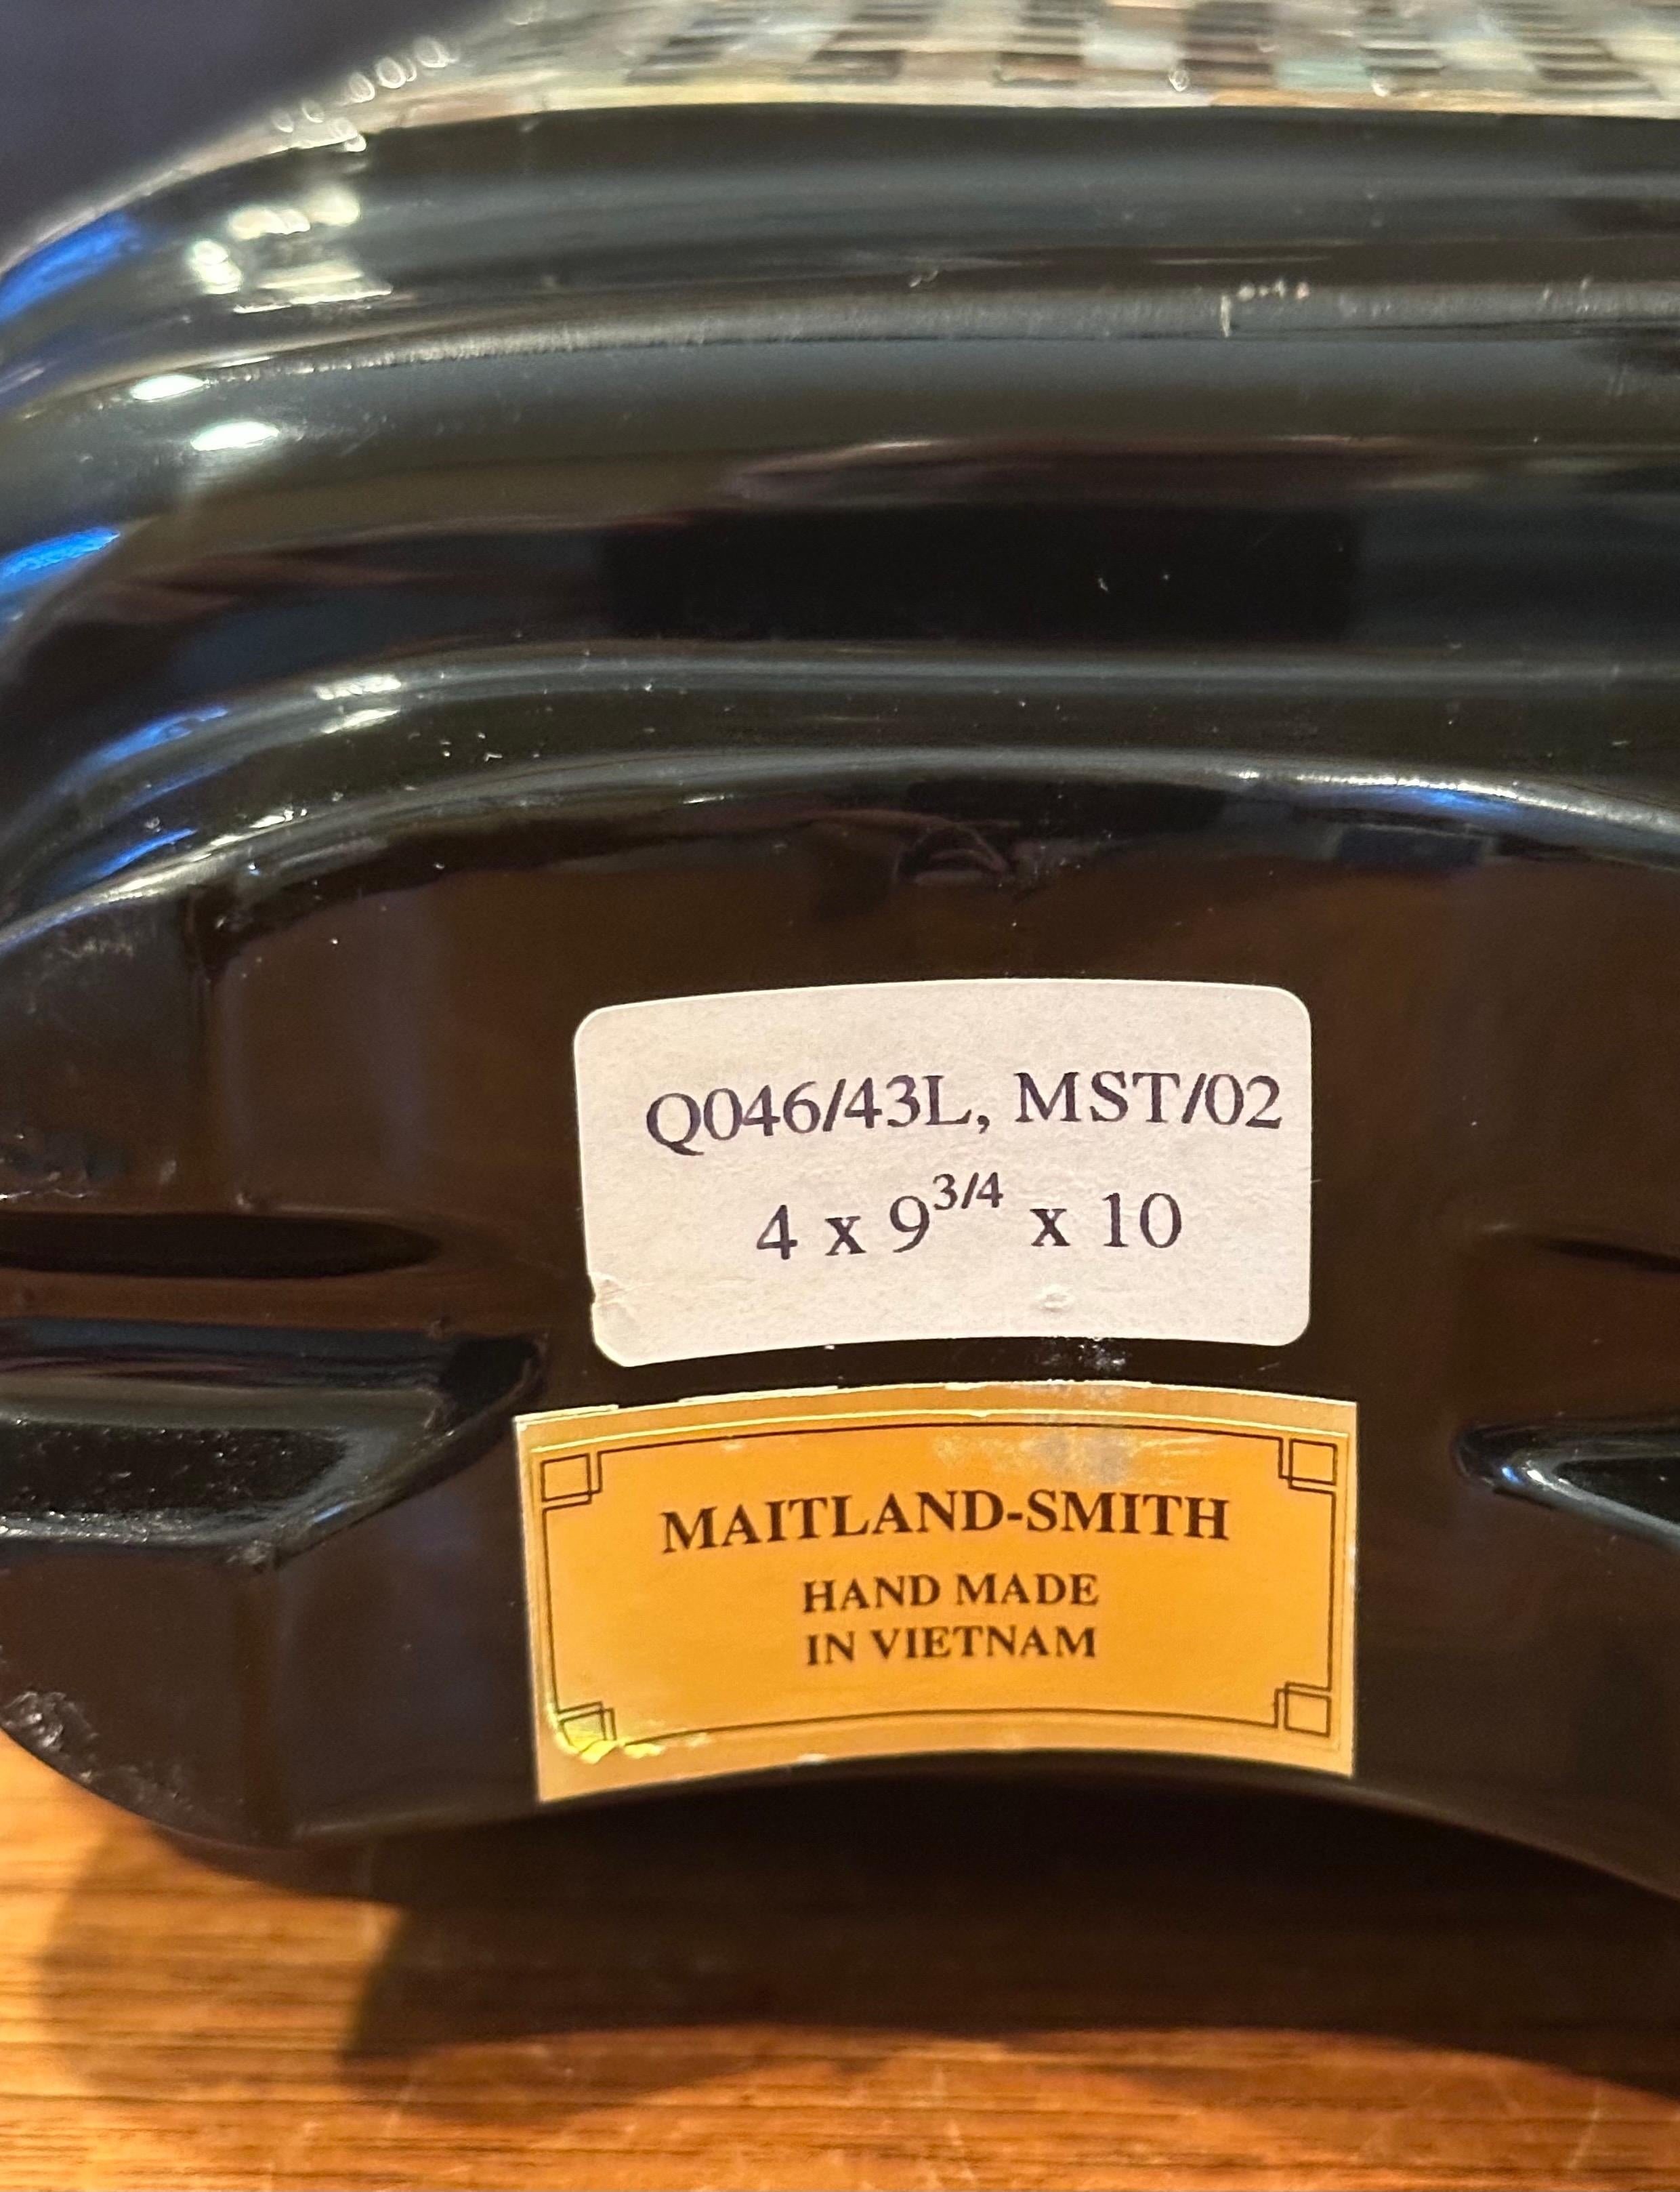 Q046/43L, MST/02
4 x 9 3/4 x 10
MAITLAND-SMITH
HAND MADE
IN VIETNAM